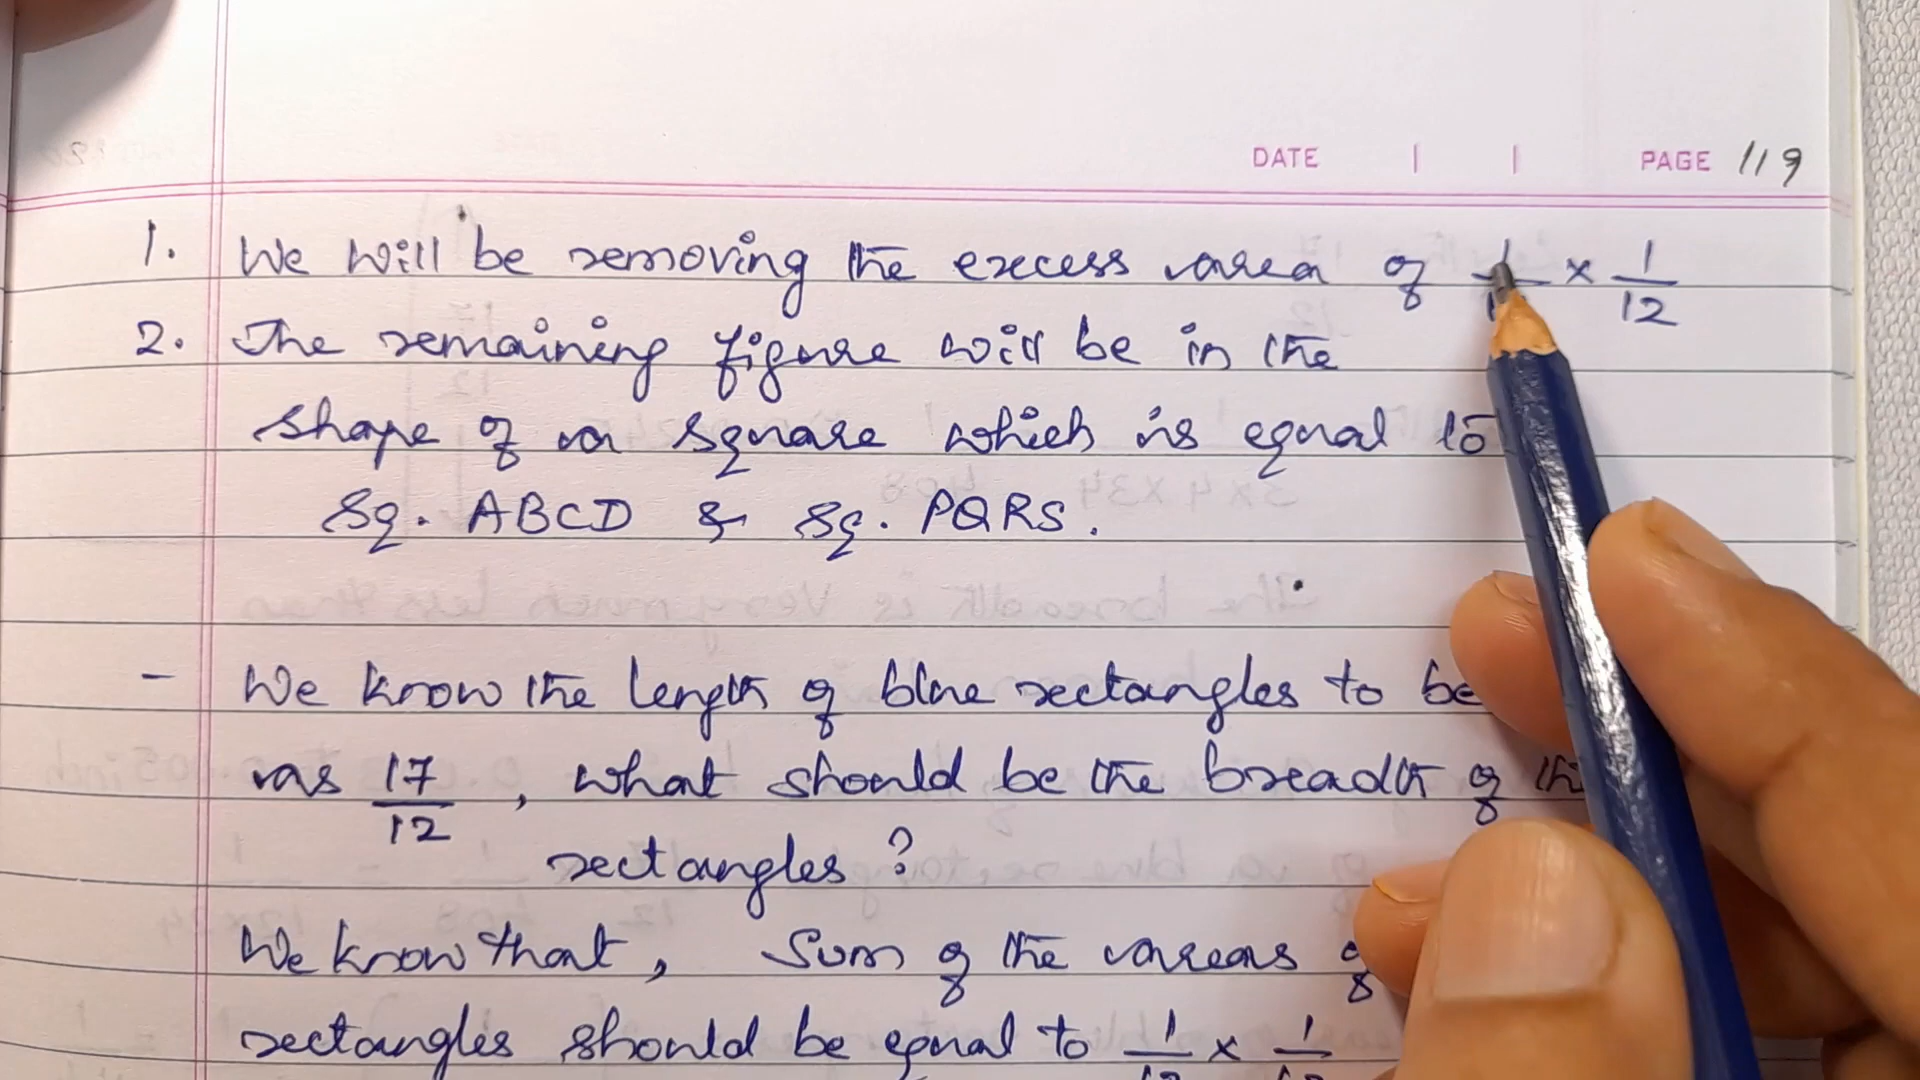 DATE | | PAGE 119
1. We will be removing the excess area of 1/12 × 1/12
2. The remaining figure will be in the
shape of a square which is equal to
Sq. ABCD & Sq. PQRS.
- We know the length of blue rectangles to be
as 17/12, what should be the breadth of
rectangles?
We know that, Sum of the areas of
rectangles should be equal to 1/12 × 1/12